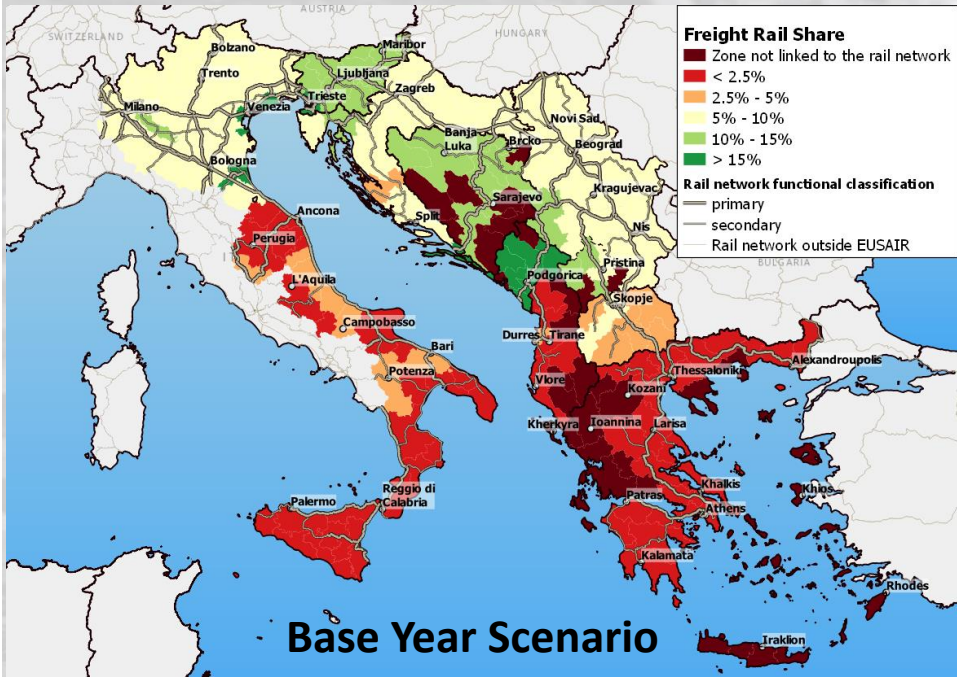 AUSTRIA
SWITZERLAND
HUNGARY
BULGARIA
I
Freight Rail Share
Zone not linked to the rail network
< 2.5%
2.5% - 5%
5% - 10%
10% - 15%
> 15%
Rail network functional classification
primary
secondary
Rail network outside EUSAIR
Bolzano
Maribor
Trento
Ljubljana
Zagreb
Milano
Venezia
Trieste
Novi Sad
Banja
Luka
Brcko
Beograd
Bologna
Sarajevo
Kragujevac
Ancona
Split
Nis
Perugia
Pristina
L'Aquila
Podgorica
Skopje
Campobasso
Durres
Tirane
Bari
Alexandroupolis
Potenza
Thessaloniki
Vlore
Kozani
Kherkyra
Ioannina
Larisa
Reggio di
Calabria
Palermo
Khalkis
Khios
Patras
Athens
Kalamata
Rhodes
Iraklion
Base Year Scenario